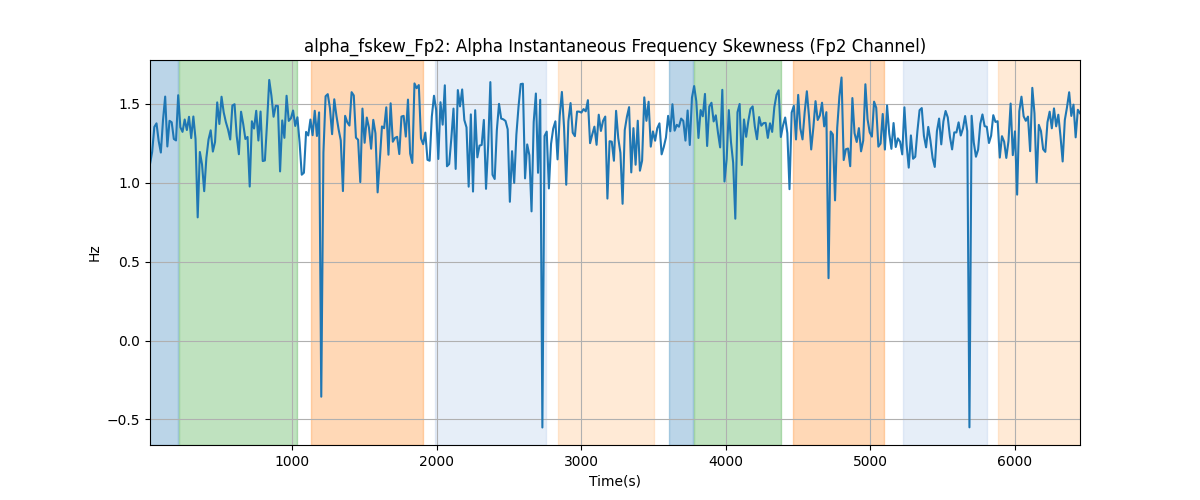 alpha_fskew_Fp2: Alpha Instantaneous Frequency Skewness (Fp2 Channel)
1.5
1.0
0.5
0.0
−0.5
Hz
1000 2000 3000 4000 5000 6000
Time(s)